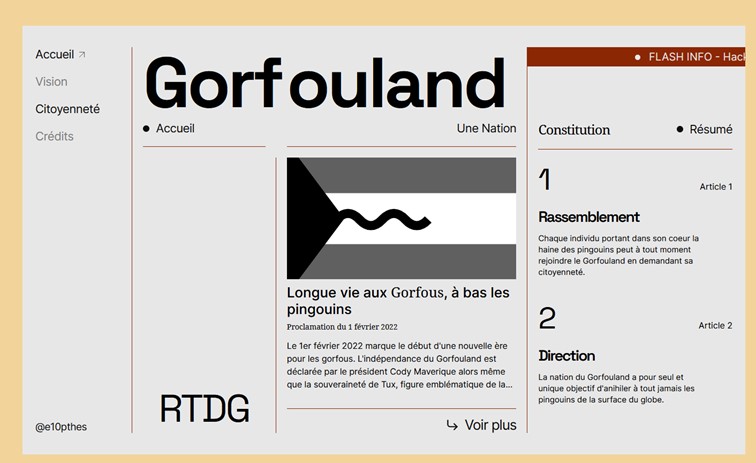 Accueil
Vision
Citoyenneté
Crédits
@e10pthes
Gorfouland
Accueil
Une Nation
RTDG
Longue vie aux Gorfous, à bas les
pingouins
Proclamation du 1 février 2022
Le 1er février 2022 marque le début d'une nouvelle ère
pour les gorfous. L'indépendance du Gorfouland est
déclarée par le président Cody Maverique alors même
que la souveraineté de Tux, figure emblématique de la...
Voir plus
FLASH INFO - Hack
Constitution
Résumé
1
Article 1
Rassemblement
Chaque individu portant dans son coeur la
haine des pingouins peut à tout moment
rejoindre le Gorfouland en demandant sa
citoyenneté.
2
Article 2
Direction
La nation du Gorfouland a pour seul et
unique objectif d'anihiler à tout jamais les
pingouins de la surface du globe.